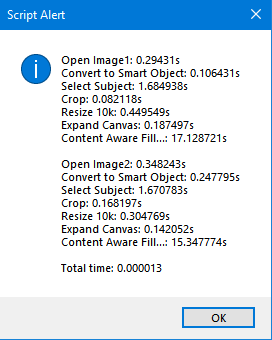 Script Alert
Open Image1: 0.29431s
Convert to Smart Object: 0.106431s
Select Subject: 1.684938s
Crop: 0.082118s
Resize 10k: 0.449549s
Expand Canvas: 0.187497s
Content Aware Fill...: 17.128721s
Open Image2: 0.348243s
Convert to Smart Object: 0.247795s
Select Subject: 1.670783s
Crop: 0.168197s
Resize 10k: 0.304769s
Expand Canvas: 0.142052s
Content Aware Fill...: 15.347774s
Total time: 0.000013
OK